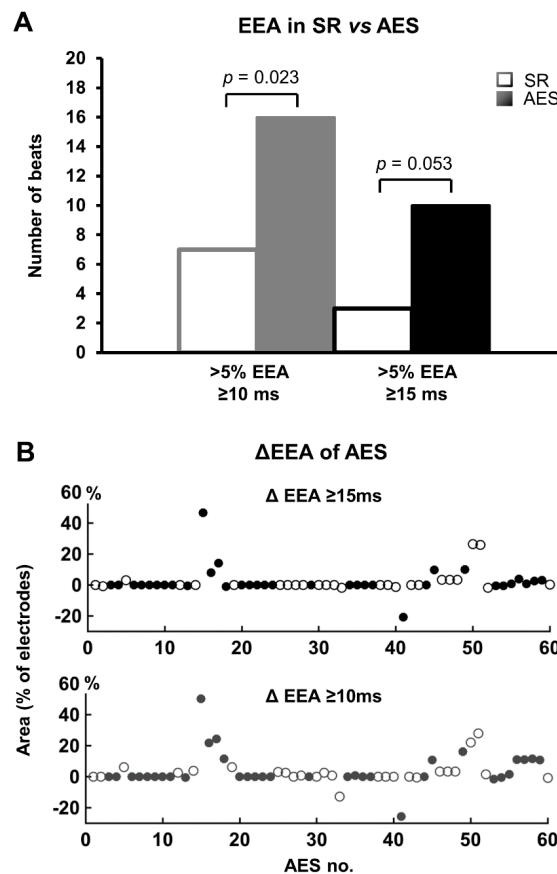 A
EEA in SR vs AES
Number of beats
20
18
16
14
12
10
8
6
4
2
0
p = 0.023
p = 0.053
SR
AES
>5% EEA
≥10 ms
>5% EEA
≥15 ms
B
ΔEEA of AES
Area (% of electrodes)
60 %
40
20
0
-20
Δ EEA ≥15ms
0 10 20 30 40 50 60
60 %
40
20
0
-20
Δ EEA ≥10ms
0 10 20 30 40 50 60
AES no.